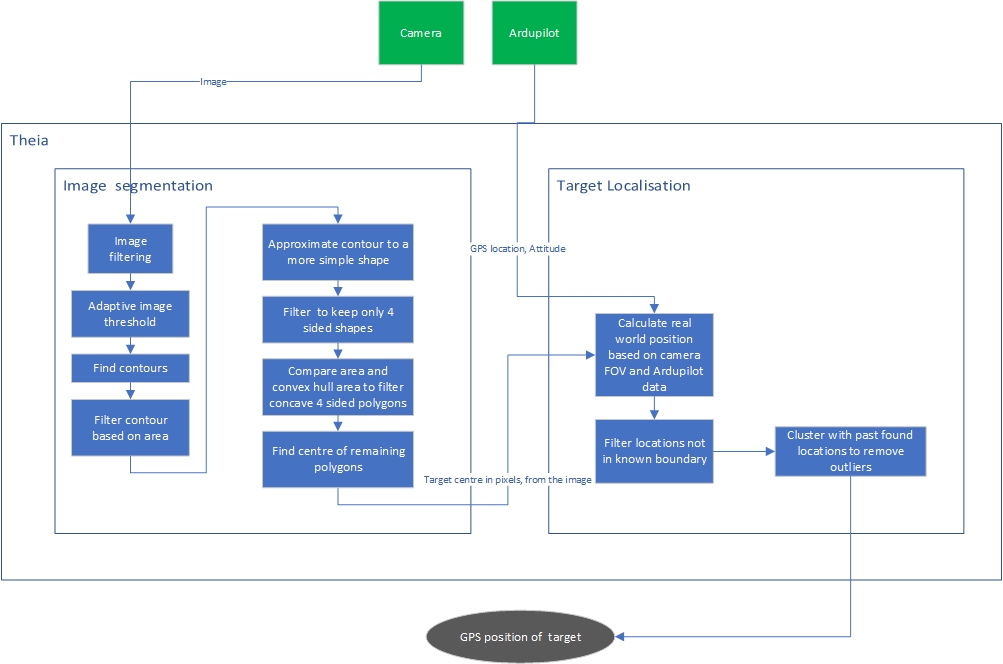 Camera
Ardupilot
Image
Theia
Image segmentation
Target Localisation
Image
filtering
Adaptive image
threshold
Find contours
Filter contour
based on area
Approximate contour to a
more simple shape
Filter to keep only 4
sided shapes
Compare area and
convex hull area to filter
concave 4 sided polygons
Find centre of remaining
polygons
GPS location, Attitude
Target centre in pixels, from the image
Calculate real
world position
based on camera
FOV and Ardupilot
data
Filter locations not
in known boundary
Cluster with past found
locations to remove
outliers
GPS position of target